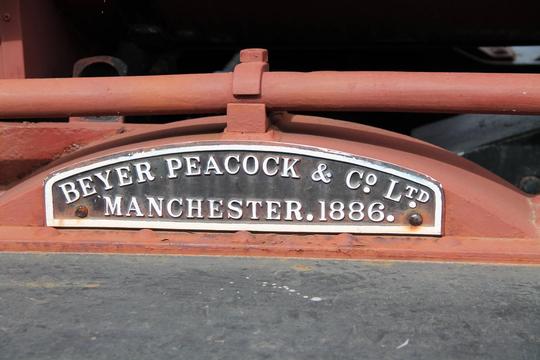 BEYER PEACOCK & Co. LTD.
MANCHESTER. 1886.